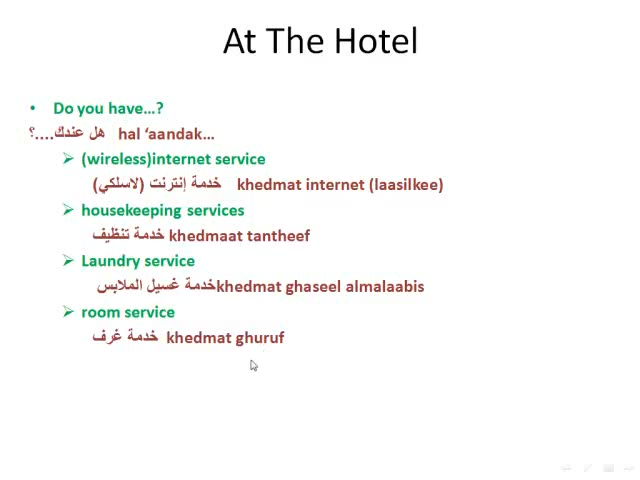 At The Hotel
• Do you have...?
هل عندك....؟ hal ‘aandak...
➢ (wireless)internet service
خدمة إنترنت (لاسلكي) khedmat internet (laasilkee)
➢ housekeeping services
خدمة تنظيف khedmaat tantheef
➢ Laundry service
خدمة غسيل الملابس khedmat ghaseel almalaabis
➢ room service
خدمة غرف khedmat ghuruf